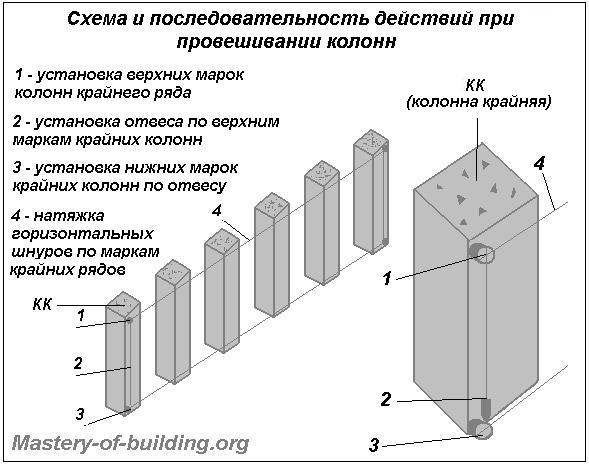 Схема и последовательность действий при
провешивании колонн
1 - установка верхних марок
колонн крайнего ряда
2 - установка отвеса по верхним
маркам крайних колонн
3 - установка нижних марок
крайних колонн по отвесу
4 - натяжка
горизонтальных
шнуров по маркам
крайних рядов
4
КК
1
2
3
КК
(колонна крайняя)
4
1
2
3
Mastery-of-building.org